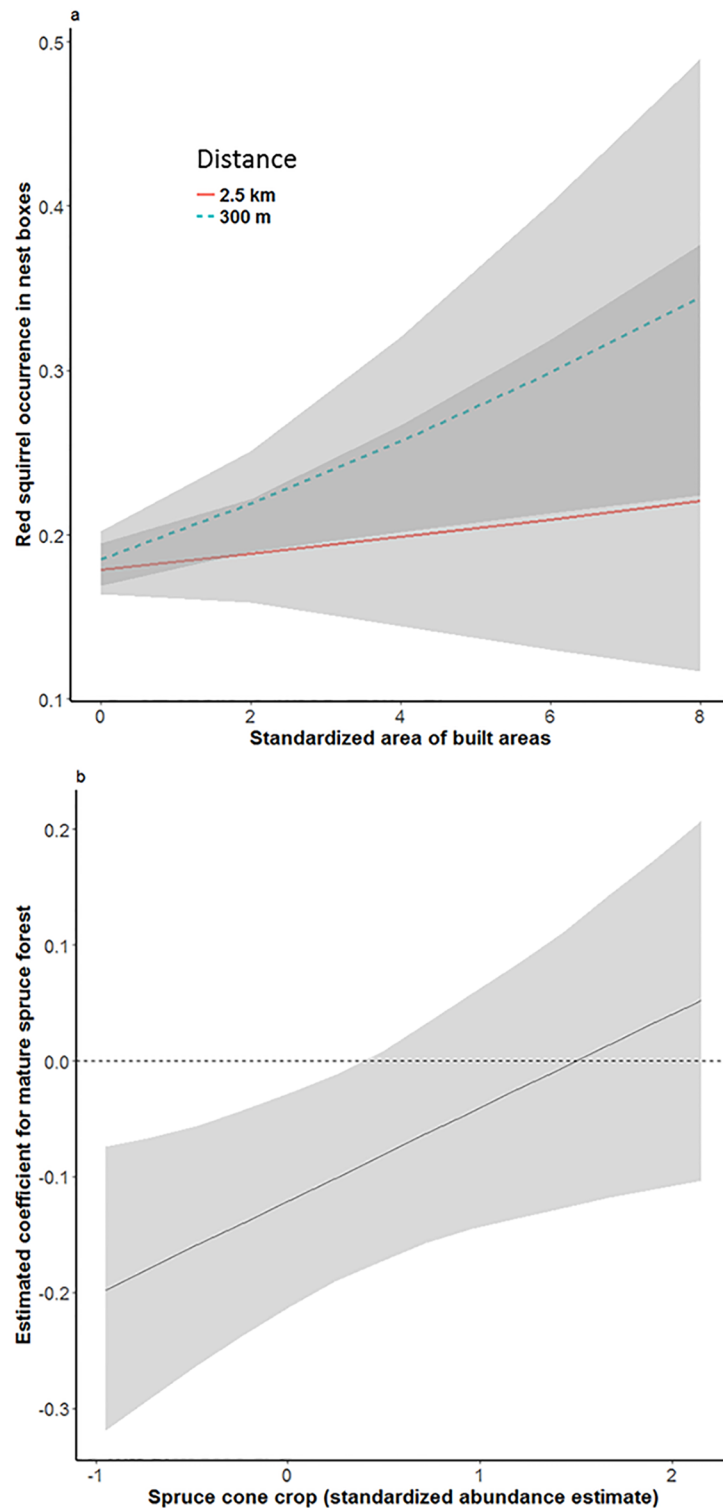 a
0.5
0.4
0.3
0.2
0.1
Red squirrel occurrence in nest boxes
Distance
2.5 km
300 m
0 2 4 6 8
Standardized area of built areas
b
0.2
0.1
0.0
-0.1
-0.2
-0.3
Estimated coefficient for mature spruce forest
-1 0 1 2
Spruce cone crop (standardized abundance estimate)